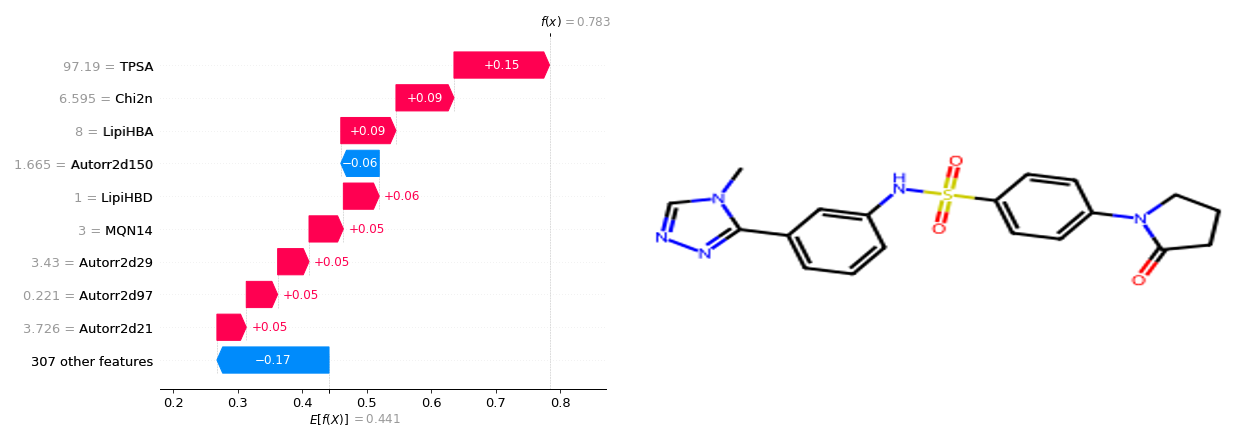 f(x) = 0.783
97.19 = TPSA
+0.15
6.595 = Chi2n
+0.09
8 = LipiHBA
+0.09
1.665 = Autorr2d150
−0.06
1 = LipiHBD
+0.06
3 = MQN14
+0.05
3.43 = Autorr2d29
+0.05
0.221 = Autorr2d97
+0.05
3.726 = Autorr2d21
+0.05
307 other features
−0.17
0.2 0.3 0.4 0.5 0.6 0.7 0.8
E[f(X)] = 0.441
N
N
N
H
N
O
S
O
N
O